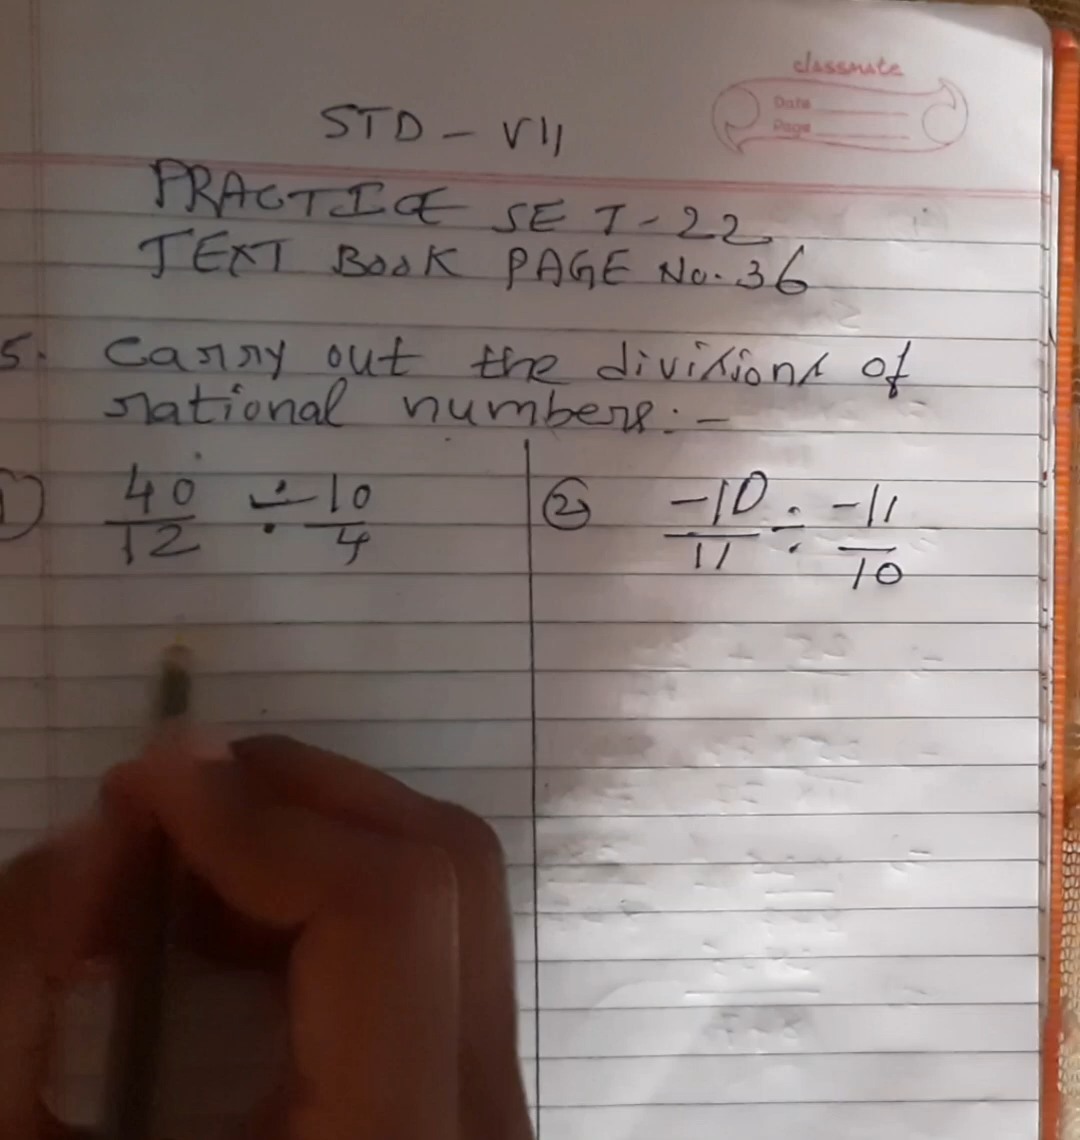 classmate
Date
Page
STD - VII
PRACTICE SET - 22
TEXT BOOK PAGE No. 36
5. Carry out the divisions of
rational numbers: -
1) 40/12 ÷ 10/4
② -10/11 ÷ -11/10